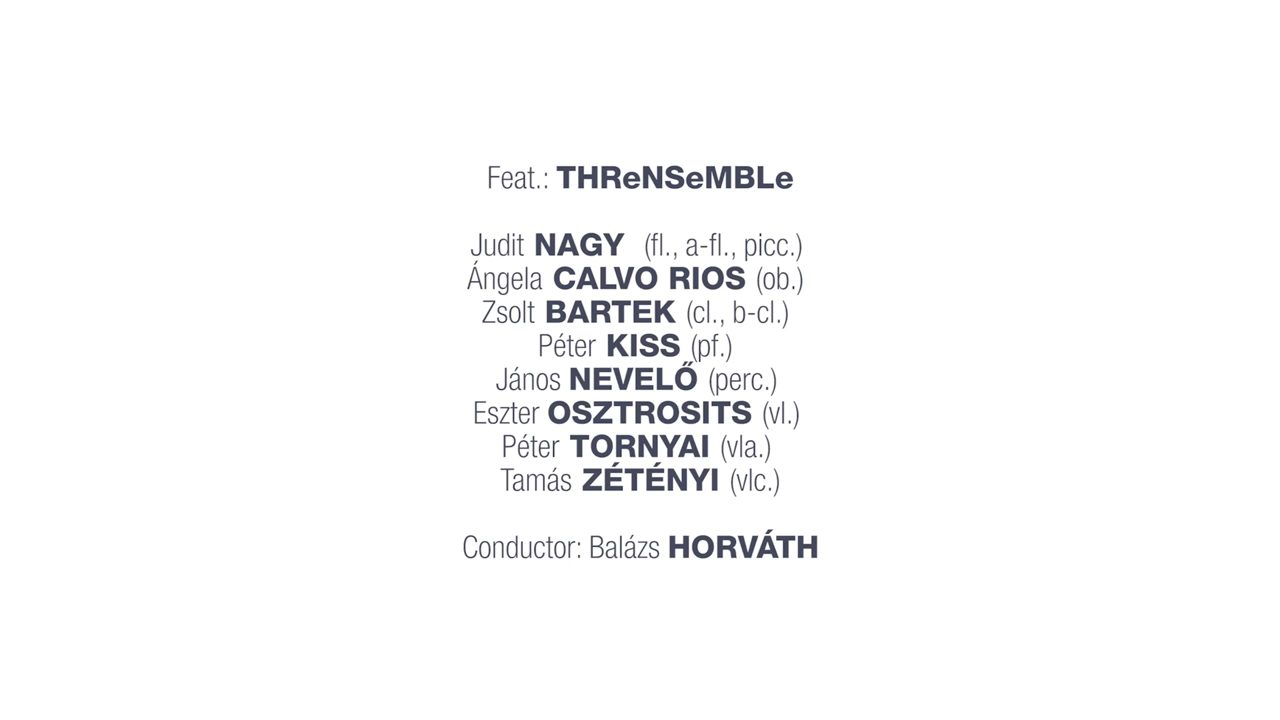 Feat.: THReNSeMBLe
Judit NAGY (fl., a-fl., picc.)
Ángela CALVO RIOS (ob.)
Zsolt BARTEK (cl., b-cl.)
Péter KISS (pf.)
János NEVELŐ (perc.)
Eszter OSZTROSITS (vl.)
Péter TORNYAI (vla.)
Tamás ZÉTÉNYI (vlc.)
Conductor: Balázs HORVÁTH